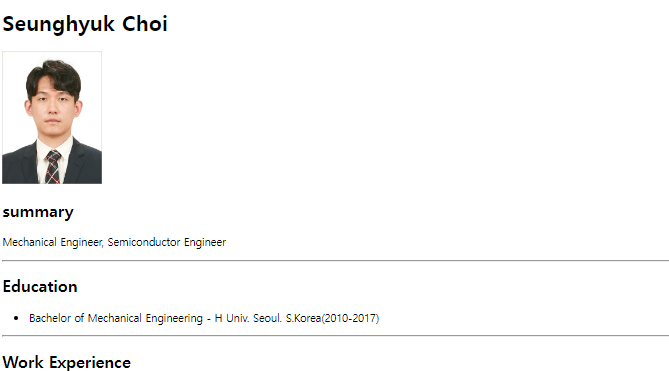 Seunghyuk Choi
summary
Mechanical Engineer, Semiconductor Engineer
Education
Bachelor of Mechanical Engineering - H Univ. Seoul. S.Korea(2010-2017)
Work Experience